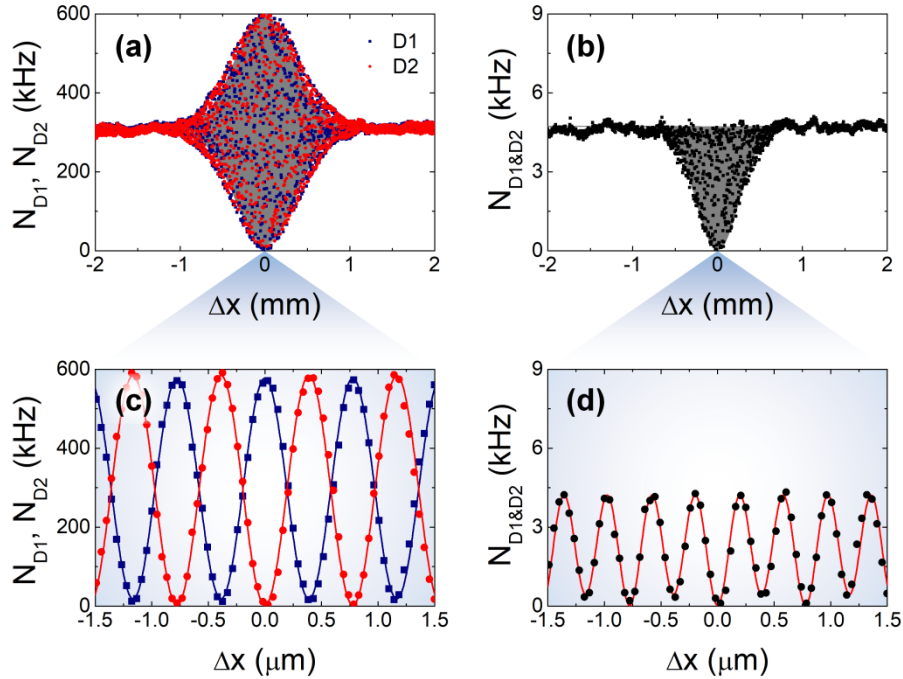 (a)
D1
D2
N_D1, N_D2 (kHz)
600
400
200
0
-2
-1
0
1
2
Δx (mm)
(b)
N_D1&D2 (kHz)
9
6
3
0
-2
-1
0
1
2
Δx (mm)
(c)
N_D1, N_D2 (kHz)
600
400
200
0
-1.5
-1.0
-0.5
0.0
0.5
1.0
1.5
Δx (μm)
(d)
N_D1&D2 (kHz)
9
6
3
0
-1.5
-1.0
-0.5
0.0
0.5
1.0
1.5
Δx (μm)